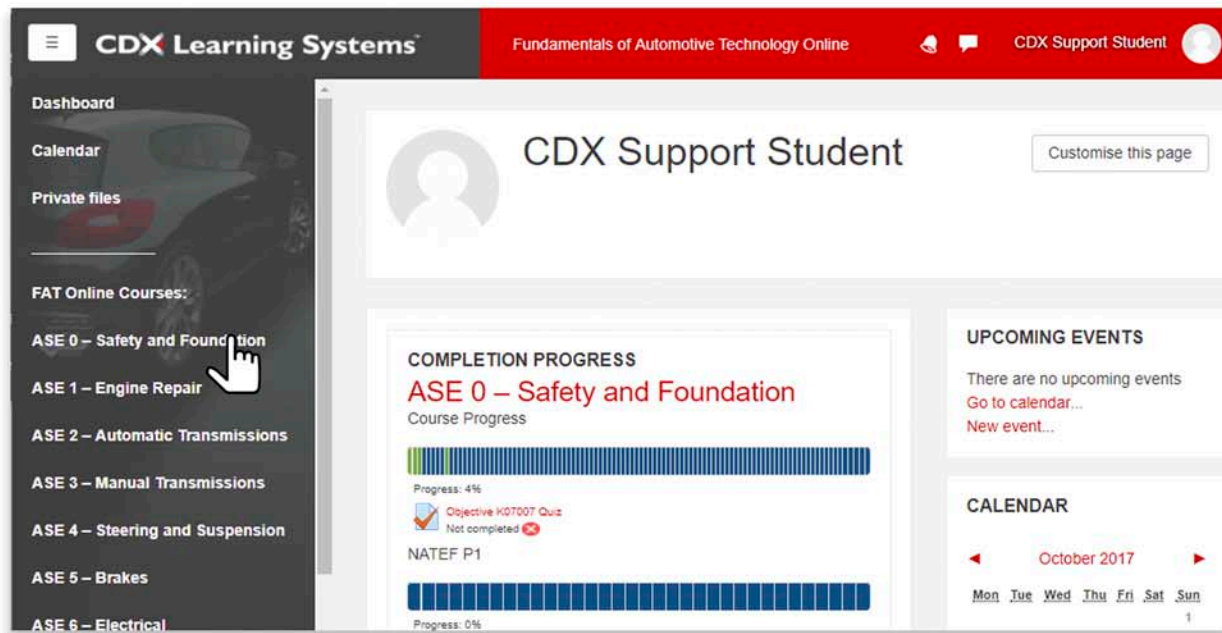 ☰ CDX Learning Systems™
Fundamentals of Automotive Technology Online
CDX Support Student
Dashboard
Calendar
Private files
FAT Online Courses:
ASE 0 – Safety and Foundation
ASE 1 – Engine Repair
ASE 2 – Automatic Transmissions
ASE 3 – Manual Transmissions
ASE 4 – Steering and Suspension
ASE 5 – Brakes
ASE 6 – Electrical
CDX Support Student
Customise this page
COMPLETION PROGRESS
ASE 0 – Safety and Foundation
Course Progress
Progress: 4%
Objective K07007 Quiz
Not completed
NATEF P1
Progress: 0%
UPCOMING EVENTS
There are no upcoming events
Go to calendar...
New event...
CALENDAR
◄ October 2017 ►
Mon Tue Wed Thu Fri Sat Sun
1